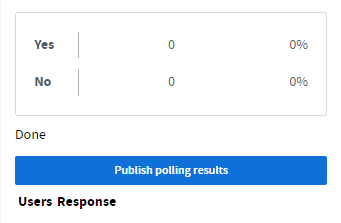 Yes 0 0%
No 0 0%
Done
Publish polling results
Users Response